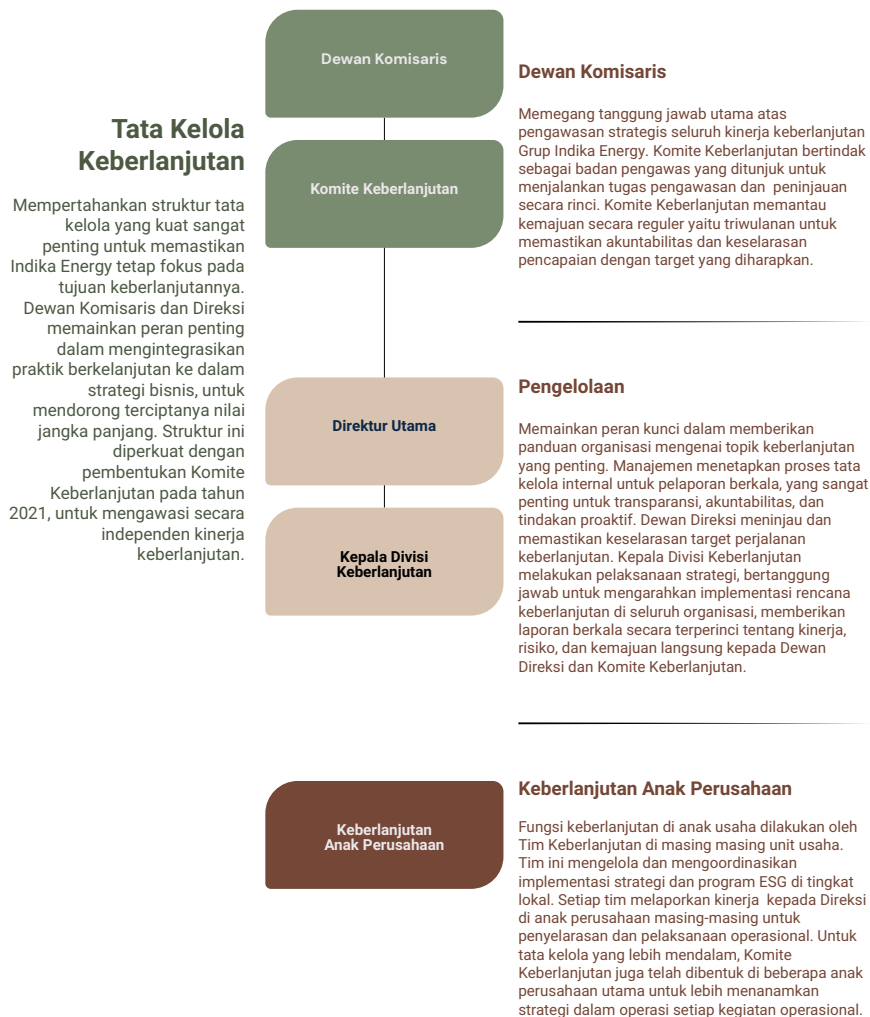 Tata Kelola
Keberlanjutan
Mempertahankan struktur tata
kelola yang kuat sangat
penting untuk memastikan
Indika Energy tetap fokus pada
tujuan keberlanjutannya.
Dewan Komisaris dan Direksi
memainkan peran penting
dalam mengintegrasikan
praktik berkelanjutan ke dalam
strategi bisnis, untuk
mendorong terciptanya nilai
jangka panjang. Struktur ini
diperkuat dengan
pembentukan Komite
Keberlanjutan pada tahun
2021, untuk mengawasi secara
independen kinerja
keberlanjutan.
Dewan Komisaris
Komite Keberlanjutan
Direktur Utama
Kepala Divisi
Keberlanjutan
Keberlanjutan
Anak Perusahaan
Dewan Komisaris
Memegang tanggung jawab utama atas
pengawasan strategis seluruh kinerja keberlanjutan
Grup Indika Energy. Komite Keberlanjutan bertindak
sebagai badan pengawas yang ditunjuk untuk
menjalankan tugas pengawasan dan  peninjauan
secara rinci. Komite Keberlanjutan memantau
kemajuan secara reguler yaitu triwulanan untuk
memastikan akuntabilitas dan keselarasan
pencapaian dengan target yang diharapkan.
Pengelolaan
Memainkan peran kunci dalam memberikan
panduan organisasi mengenai topik keberlanjutan
yang penting. Manajemen menetapkan proses tata
kelola internal untuk pelaporan berkala, yang sangat
penting untuk transparansi, akuntabilitas, dan
tindakan proaktif. Dewan Direksi meninjau dan
memastikan keselarasan target perjalanan
keberlanjutan. Kepala Divisi Keberlanjutan
melakukan pelaksanaan strategi, bertanggung
jawab untuk mengarahkan implementasi rencana
keberlanjutan di seluruh organisasi, memberikan
laporan berkala secara terperinci tentang kinerja,
risiko, dan kemajuan langsung kepada Dewan
Direksi dan Komite Keberlanjutan.
Keberlanjutan Anak Perusahaan
Fungsi keberlanjutan di anak usaha dilakukan oleh
Tim Keberlanjutan di masing masing unit usaha.
Tim ini mengelola dan mengoordinasikan
implementasi strategi dan program ESG di tingkat
lokal. Setiap tim melaporkan kinerja  kepada Direksi
di anak perusahaan masing-masing untuk
penyelarasan dan pelaksanaan operasional. Untuk
tata kelola yang lebih mendalam, Komite
Keberlanjutan juga telah dibentuk di beberapa anak
perusahaan utama untuk lebih menanamkan
strategi dalam operasi setiap kegiatan operasional.